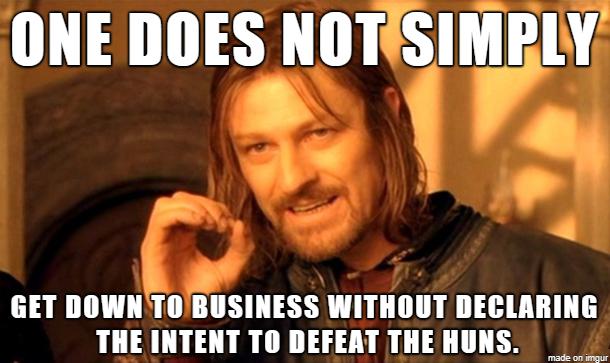 ONE DOES NOT SIMPLY
GET DOWN TO BUSINESS WITHOUT DECLARING
THE INTENT TO DEFEAT THE HUNS.
made on imgur